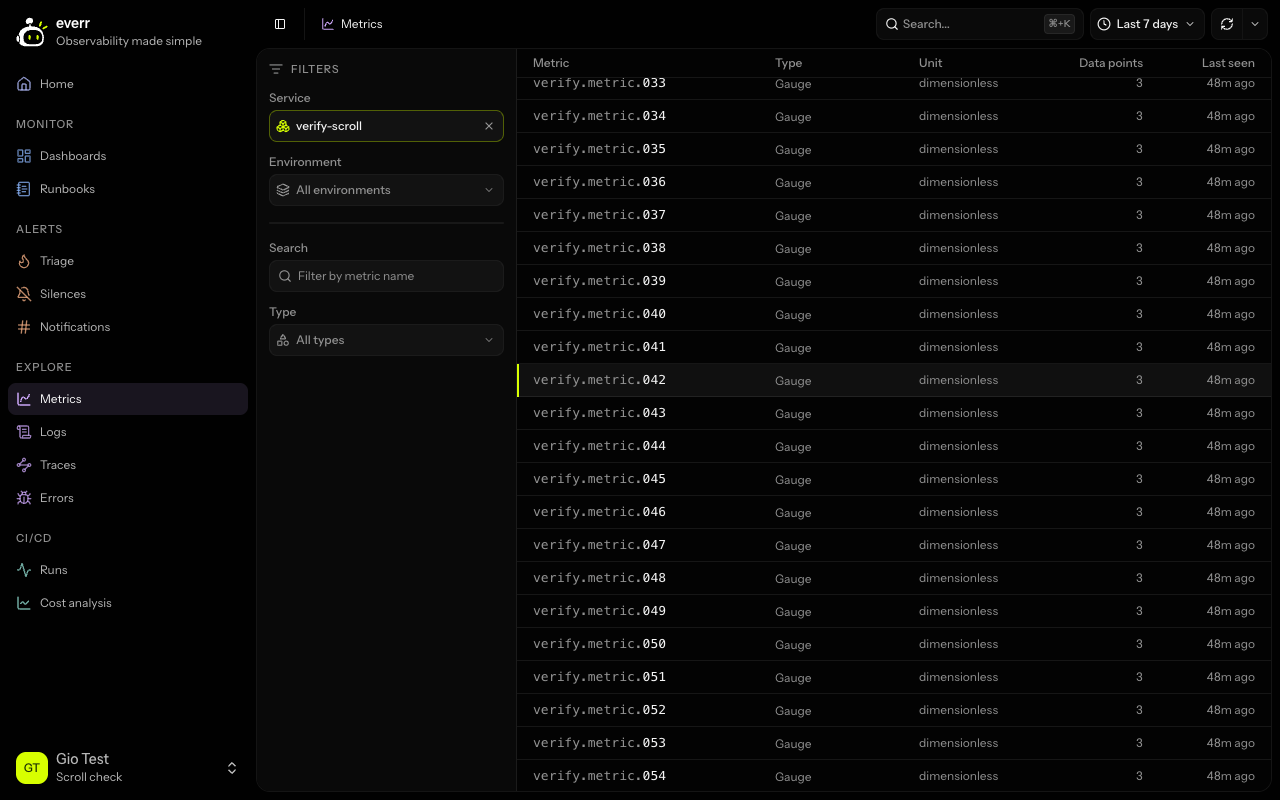 everr
Observability made simple
Home
MONITOR
Dashboards
Runbooks
ALERTS
Triage
Silences
Notifications
EXPLORE
Metrics
Logs
Traces
Errors
CI/CD
Runs
Cost analysis
GT
Gio Test
Scroll check
Metrics
Search...
⌘+K
Last 7 days
FILTERS
Service
verify-scroll
Environment
All environments
Search
Filter by metric name
Type
All types
Metric Type Unit Data points Last seen
verify.metric.033 Gauge dimensionless 3 48m ago
verify.metric.034 Gauge dimensionless 3 48m ago
verify.metric.035 Gauge dimensionless 3 48m ago
verify.metric.036 Gauge dimensionless 3 48m ago
verify.metric.037 Gauge dimensionless 3 48m ago
verify.metric.038 Gauge dimensionless 3 48m ago
verify.metric.039 Gauge dimensionless 3 48m ago
verify.metric.040 Gauge dimensionless 3 48m ago
verify.metric.041 Gauge dimensionless 3 48m ago
verify.metric.042 Gauge dimensionless 3 48m ago
verify.metric.043 Gauge dimensionless 3 48m ago
verify.metric.044 Gauge dimensionless 3 48m ago
verify.metric.045 Gauge dimensionless 3 48m ago
verify.metric.046 Gauge dimensionless 3 48m ago
verify.metric.047 Gauge dimensionless 3 48m ago
verify.metric.048 Gauge dimensionless 3 48m ago
verify.metric.049 Gauge dimensionless 3 48m ago
verify.metric.050 Gauge dimensionless 3 48m ago
verify.metric.051 Gauge dimensionless 3 48m ago
verify.metric.052 Gauge dimensionless 3 48m ago
verify.metric.053 Gauge dimensionless 3 48m ago
verify.metric.054 Gauge dimensionless 3 48m ago